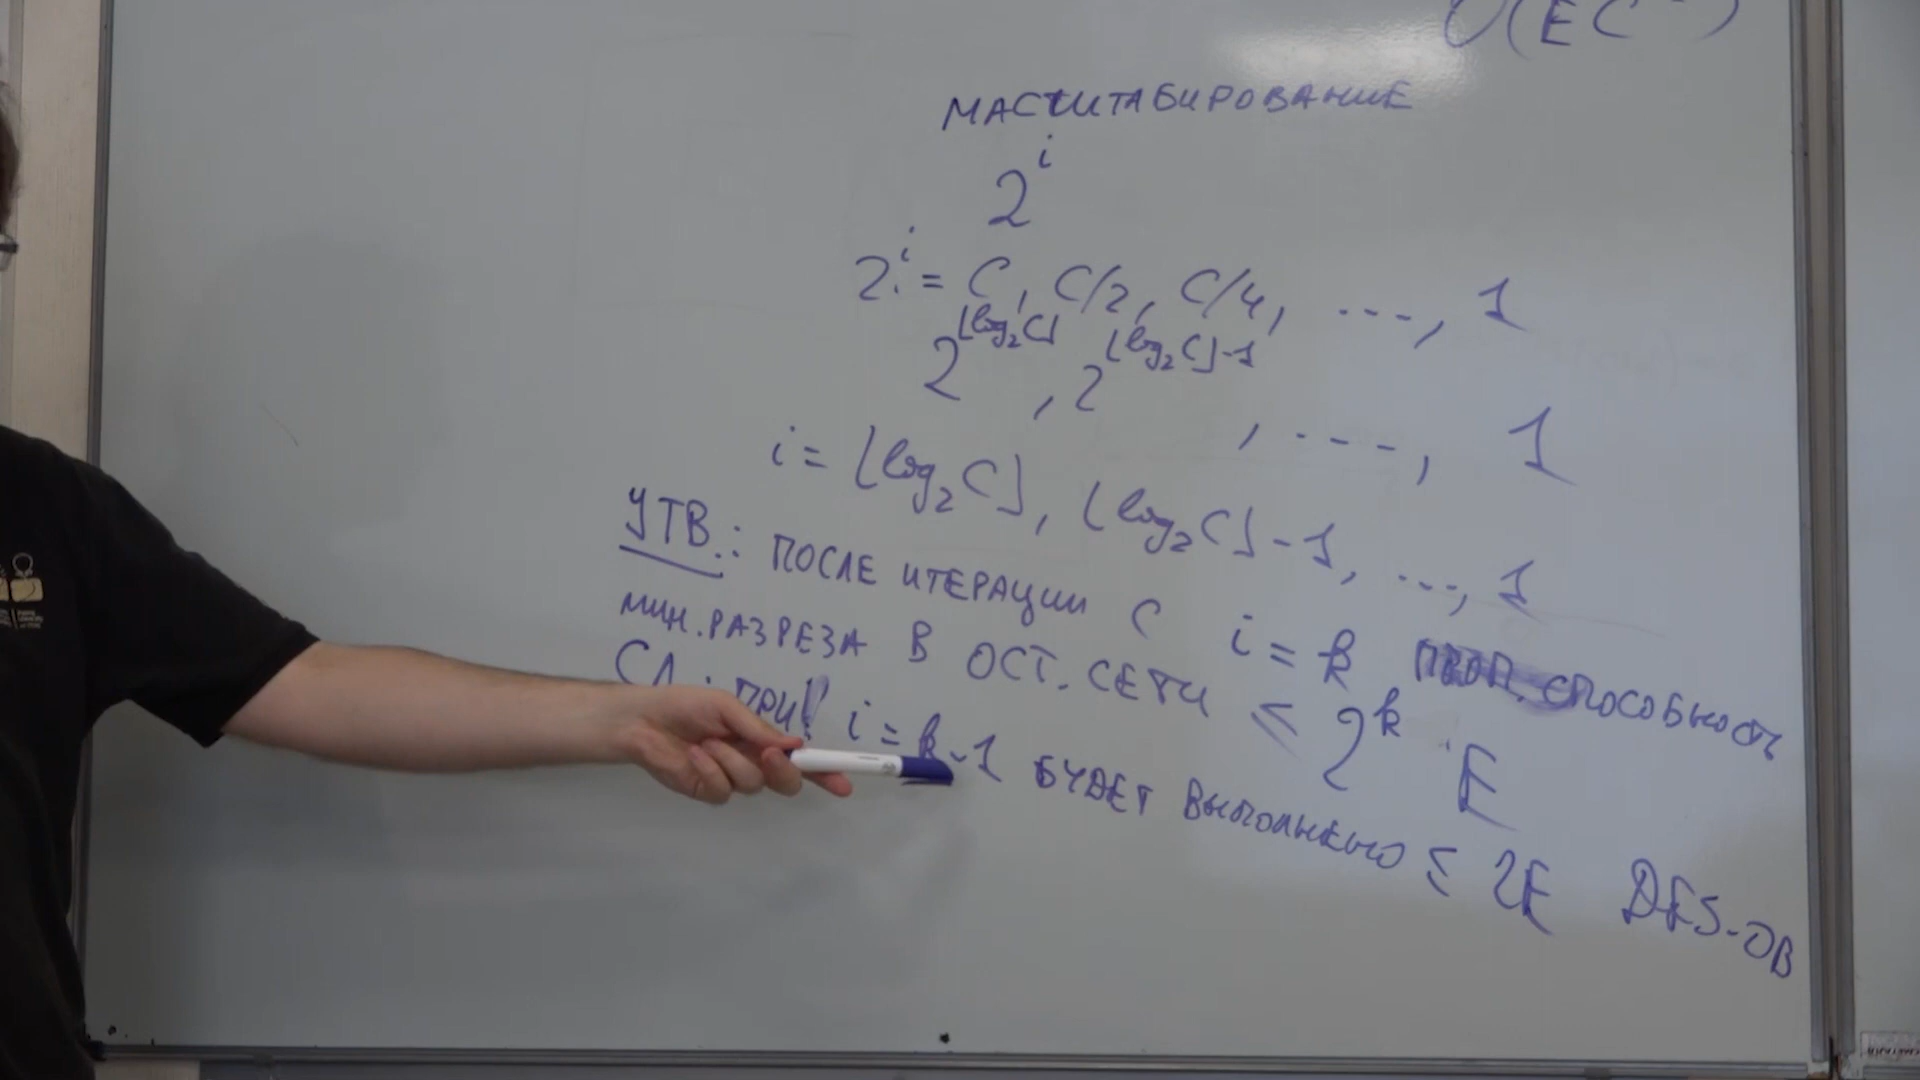 O(EC
МАСШТАБИРОВАНИЕ
2^i
2^i = C, C/2, C/4, ---, 1
2^⌊log₂C⌋, 2^⌊log₂C⌋-1, ---, 1
i = ⌊log₂C⌋, ⌊log₂C⌋-1, ---, 1
УТВ.: ПОСЛЕ ИТЕРАЦИИ С i = k ПРОП. СПОСОБНОСТЬ
МИН. РАЗРЕЗА В ОСТ. СЕТИ ≤ 2^k · E
СЛ.: ПРИ i = k-1 БУДЕТ ВЫПОЛНЕНО ≤ 2E DFS-ОВ